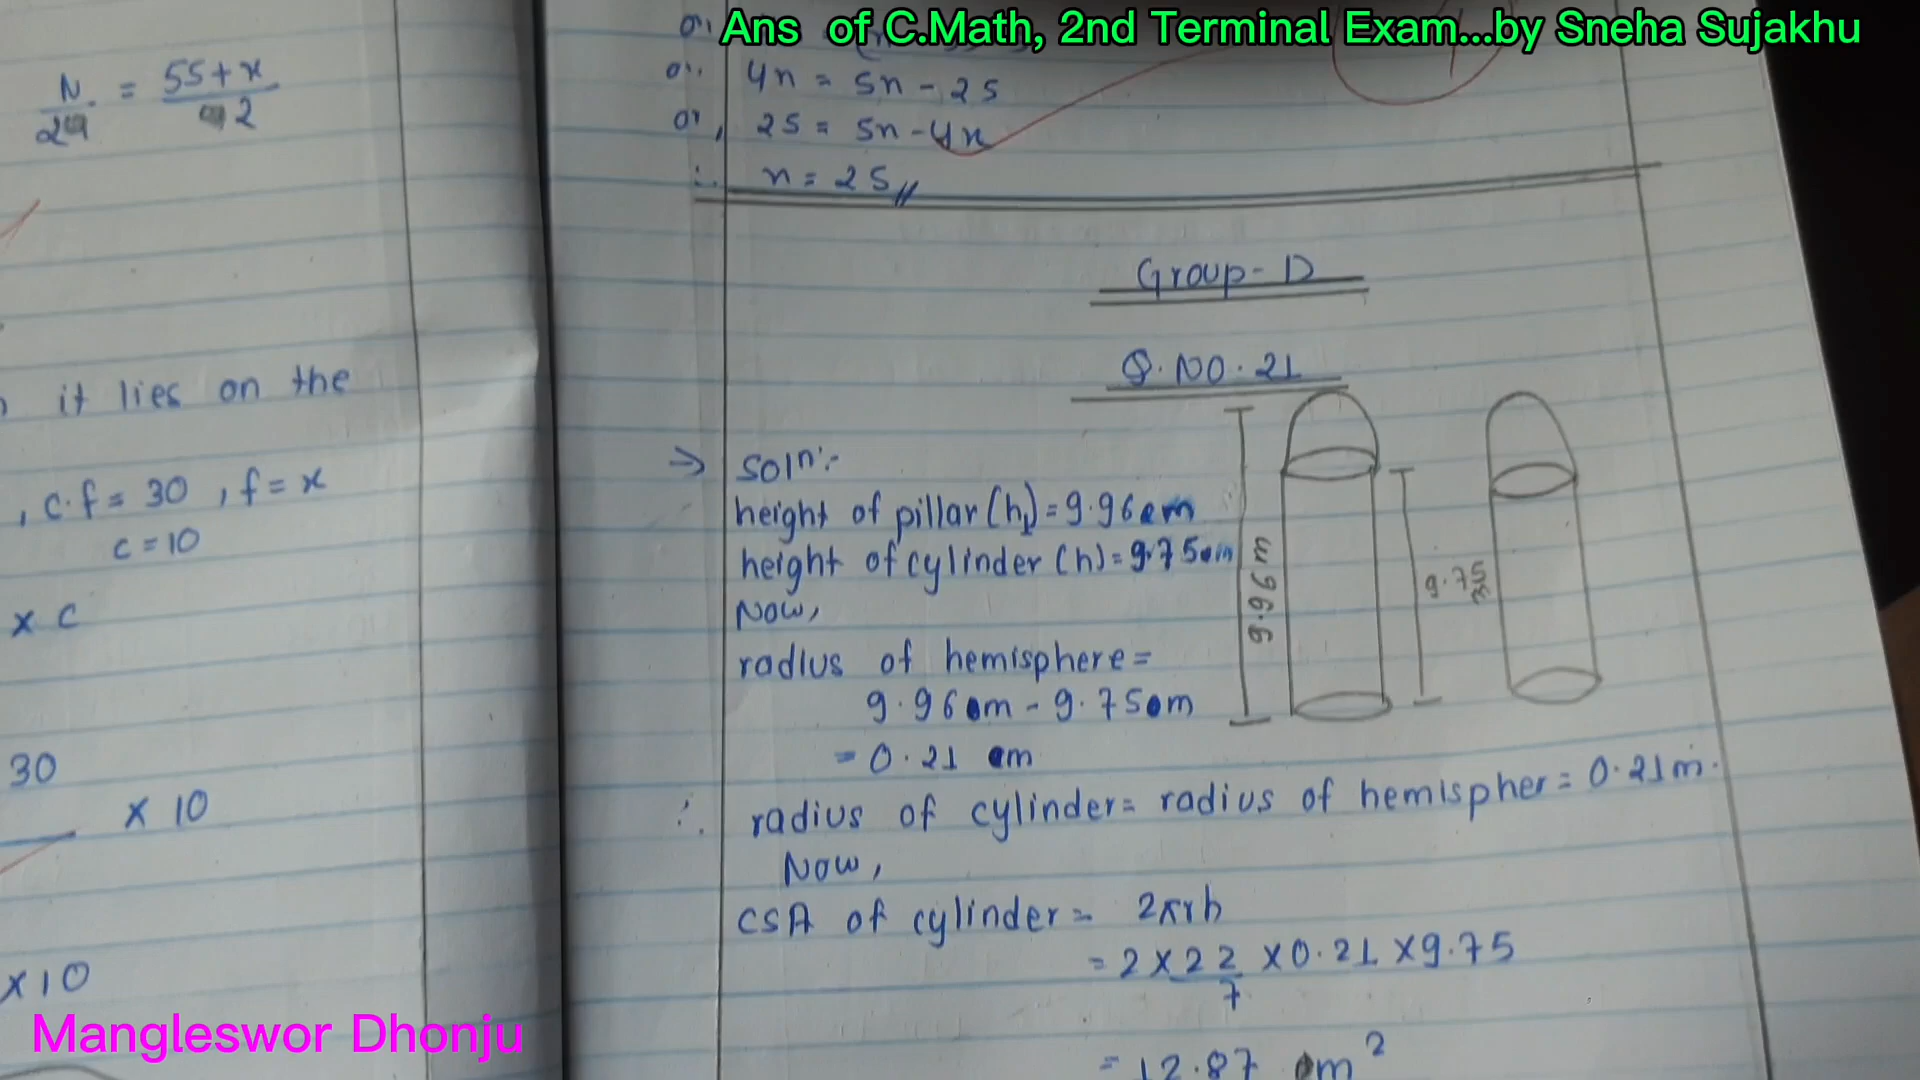 Ans of C.Math, 2nd Terminal Exam...by Sneha Sujakhu
N/24 = 55+x/2
it lies on the
, c.f = 30 , f = x
c = 10
x c
30
x 10
x10
or,
or, 4n = 5n - 25
or, 25 = 5n - 4n
∴ n = 25//
Group - D
Q. NO. 21
⇒ Soln:-
height of pillar (h1) = 9.96 m
height of cylinder (h) = 9.75 m
Now,
radius of hemisphere =
9.96 m - 9.75 m
= 0.21 m
9.96 m
9.75 m
∴ radius of cylinder = radius of hemispher = 0.21 m.
Now,
CSA of cylinder = 2πrh
= 2 x 22/7 x 0.21 x 9.75
= 12.87 m²
Mangleswor Dhonju